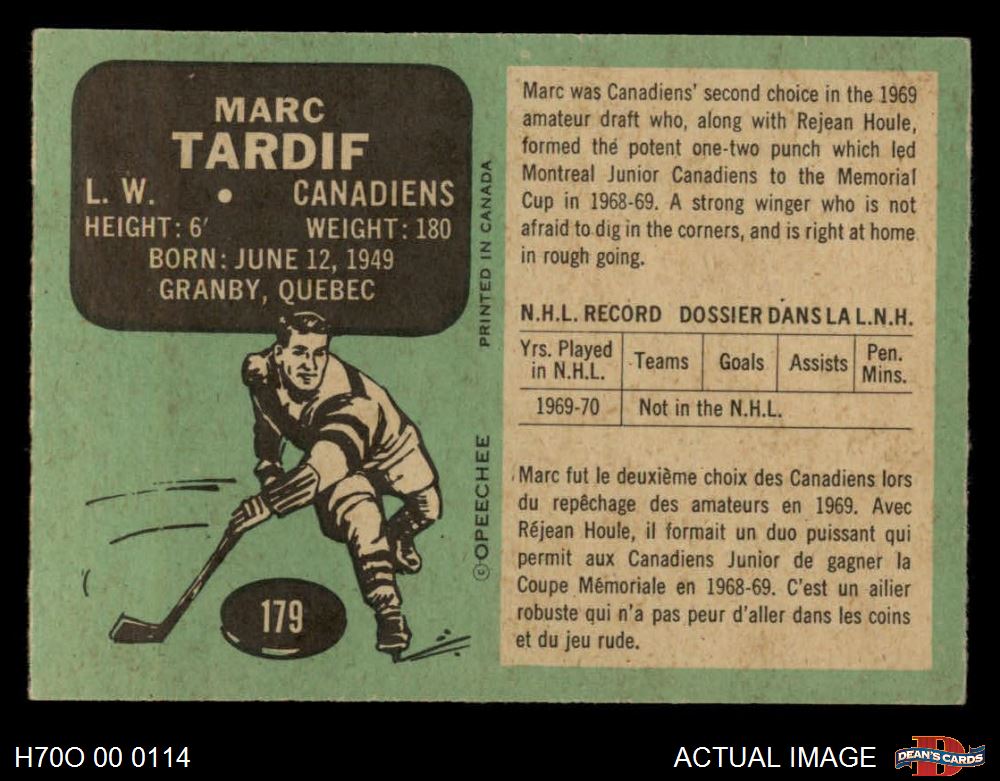 MARC
TARDIF
L. W. • CANADIENS
HEIGHT: 6' WEIGHT: 180
BORN: JUNE 12, 1949
GRANBY, QUEBEC
179
PRINTED IN CANADA
©OPEECHEE
Marc was Canadiens' second choice in the 1969
amateur draft who, along with Rejean Houle,
formed the potent one-two punch which led
Montreal Junior Canadiens to the Memorial
Cup in 1968-69. A strong winger who is not
afraid to dig in the corners, and is right at home
in rough going.
N.H.L. RECORD DOSSIER DANS LA L.N.H.
Yrs. Played
in N.H.L. Teams Goals Assists Pen.
Mins.
1969-70 Not in the N.H.L.
Marc fut le deuxième choix des Canadiens lors
du repêchage des amateurs en 1969. Avec
Réjean Houle, il formait un duo puissant qui
permit aux Canadiens Junior de gagner la
Coupe Mémoriale en 1968-69. C'est un ailier
robuste qui n'a pas peur d'aller dans les coins
et du jeu rude.
H70O 00 0114
ACTUAL IMAGE
D
DEAN'S CARDS